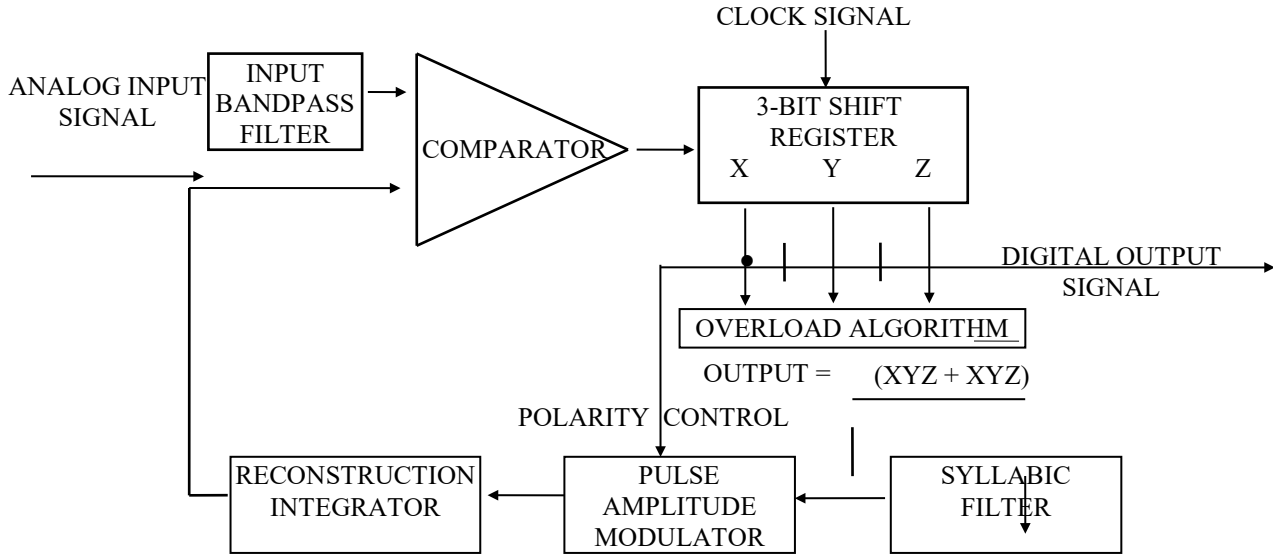 CLOCK SIGNAL
ANALOG INPUT
SIGNAL
INPUT
BANDPASS
FILTER
COMPARATOR
3-BIT SHIFT
REGISTER
X Y Z
DIGITAL OUTPUT
SIGNAL
OVERLOAD ALGORITHM
OUTPUT = (XYZ + XYZ)
POLARITY CONTROL
RECONSTRUCTION
INTEGRATOR
PULSE
AMPLITUDE
MODULATOR
SYLLABIC
FILTER